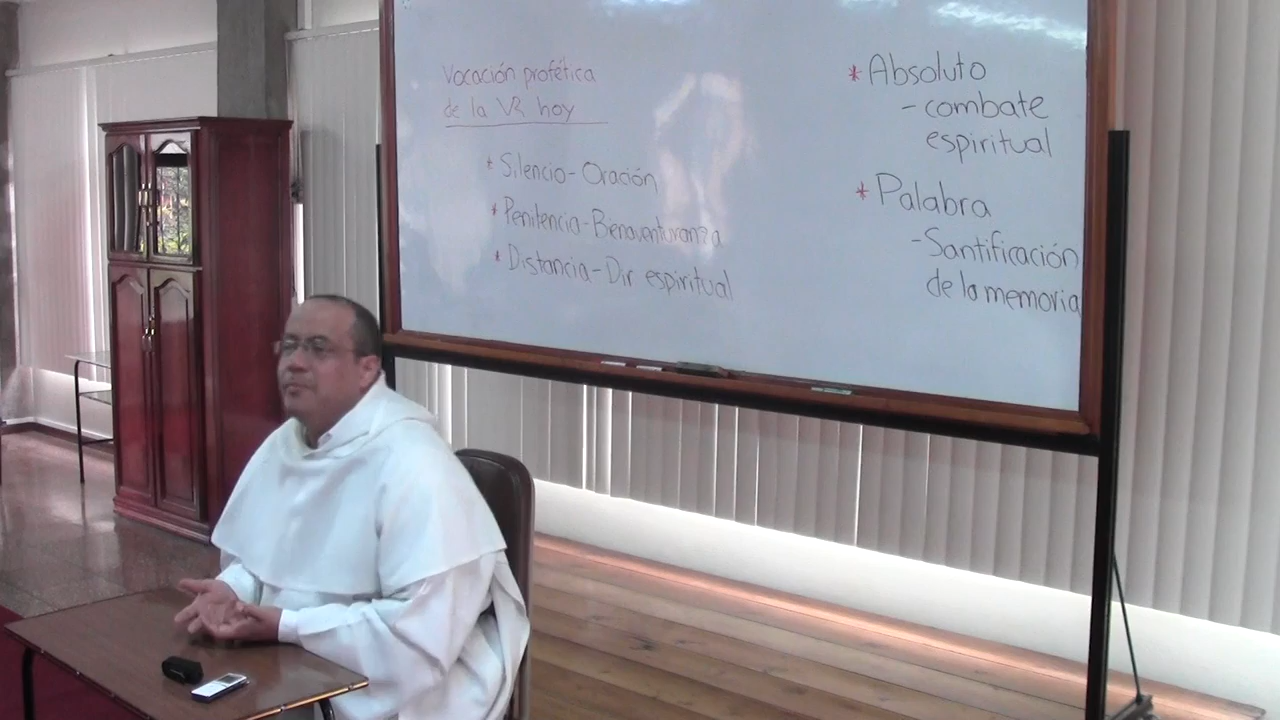 Vocación profética
de la VR hoy
* Silencio-Oración
* Penitencia-Bienaventuranza
* Distancia-Dir espiritual
* Absoluto
- combate
espiritual
* Palabra
- Santificación
de la memoria